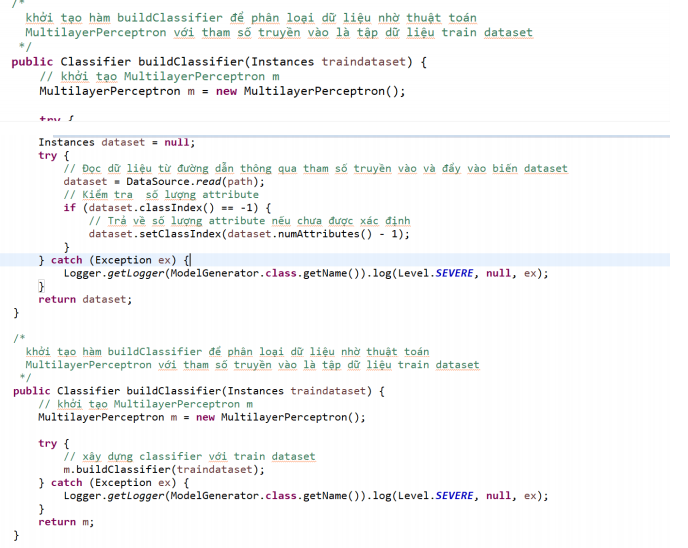 /*
khởi tạo hàm buildClassifier để phân loại dữ liệu nhờ thuật toán
MultilayerPerceptron với tham số truyền vào là tập dữ liệu train dataset
*/
public Classifier buildClassifier(Instances traindataset) {
// khởi tạo MultilayerPerceptron m
MultilayerPerceptron m = new MultilayerPerceptron();
try {
Instances dataset = null;
try {
// Đọc dữ liệu từ đường dẫn thông qua tham số truyền vào và đẩy vào biến dataset
dataset = DataSource.read(path);
// Kiểm tra  số lượng attribute
if (dataset.classIndex() == -1) {
// Trả về số lượng attribute nếu chưa được xác định
dataset.setClassIndex(dataset.numAttributes() - 1);
}
} catch (Exception ex) {
Logger.getLogger(ModelGenerator.class.getName()).log(Level.SEVERE, null, ex);
}
return dataset;
}
/*
khởi tạo hàm buildClassifier để phân loại dữ liệu nhờ thuật toán
MultilayerPerceptron với tham số truyền vào là tập dữ liệu train dataset
*/
public Classifier buildClassifier(Instances traindataset) {
// khởi tạo MultilayerPerceptron m
MultilayerPerceptron m = new MultilayerPerceptron();
try {
// xây dựng classifier với train dataset
m.buildClassifier(traindataset);
} catch (Exception ex) {
Logger.getLogger(ModelGenerator.class.getName()).log(Level.SEVERE, null, ex);
}
return m;
}